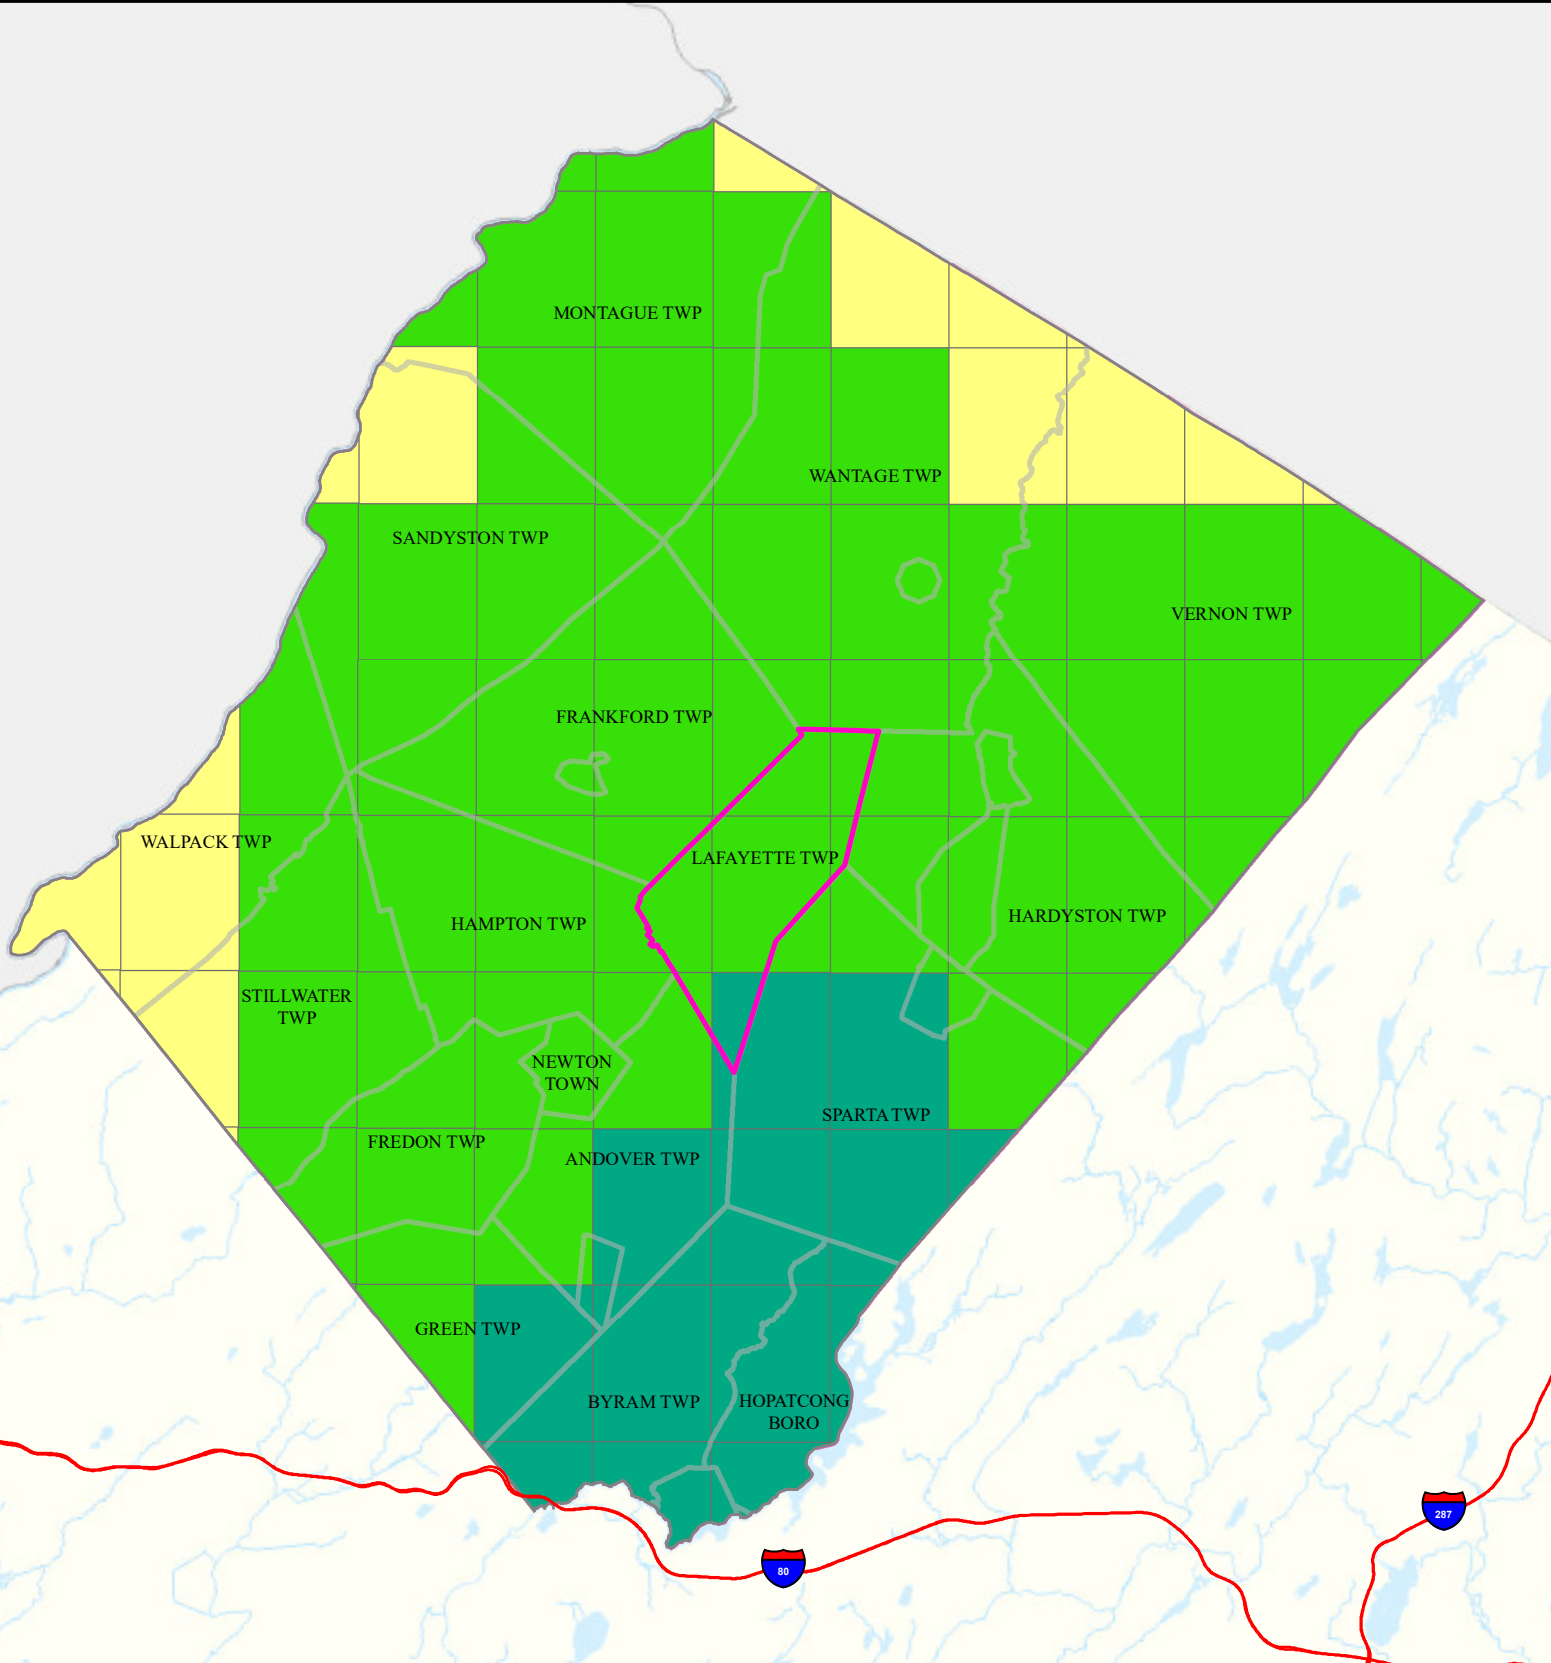 MONTAGUE TWP
WANTAGE TWP
SANDYSTON TWP
VERNON TWP
FRANKFORD TWP
WALPACK TWP
LAFAYETTE TWP
HAMPTON TWP
HARDYSTON TWP
STILLWATER
TWP
NEWTON
TOWN
SPARTA TWP
FREDON TWP
ANDOVER TWP
GREEN TWP
BYRAM TWP
HOPATCONG
BORO
287
80